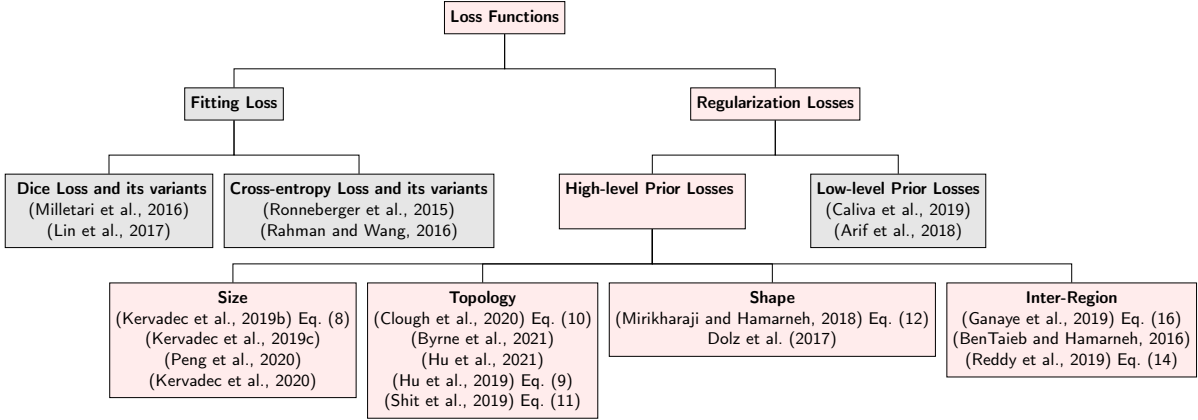 Loss Functions
Fitting Loss
Regularization Losses
Dice Loss and its variants
(Milletari et al., 2016)
(Lin et al., 2017)
Cross-entropy Loss and its variants
(Ronneberger et al., 2015)
(Rahman and Wang, 2016)
High-level Prior Losses
Low-level Prior Losses
(Caliva et al., 2019)
(Arif et al., 2018)
Size
(Kervadec et al., 2019b) Eq. (8)
(Kervadec et al., 2019c)
(Peng et al., 2020)
(Kervadec et al., 2020)
Topology
(Clough et al., 2020) Eq. (10)
(Byrne et al., 2021)
(Hu et al., 2021)
(Hu et al., 2019) Eq. (9)
(Shit et al., 2019) Eq. (11)
Shape
(Mirikharaji and Hamarneh, 2018) Eq. (12)
Dolz et al. (2017)
Inter-Region
(Ganaye et al., 2019) Eq. (16)
(BenTaieb and Hamarneh, 2016)
(Reddy et al., 2019) Eq. (14)